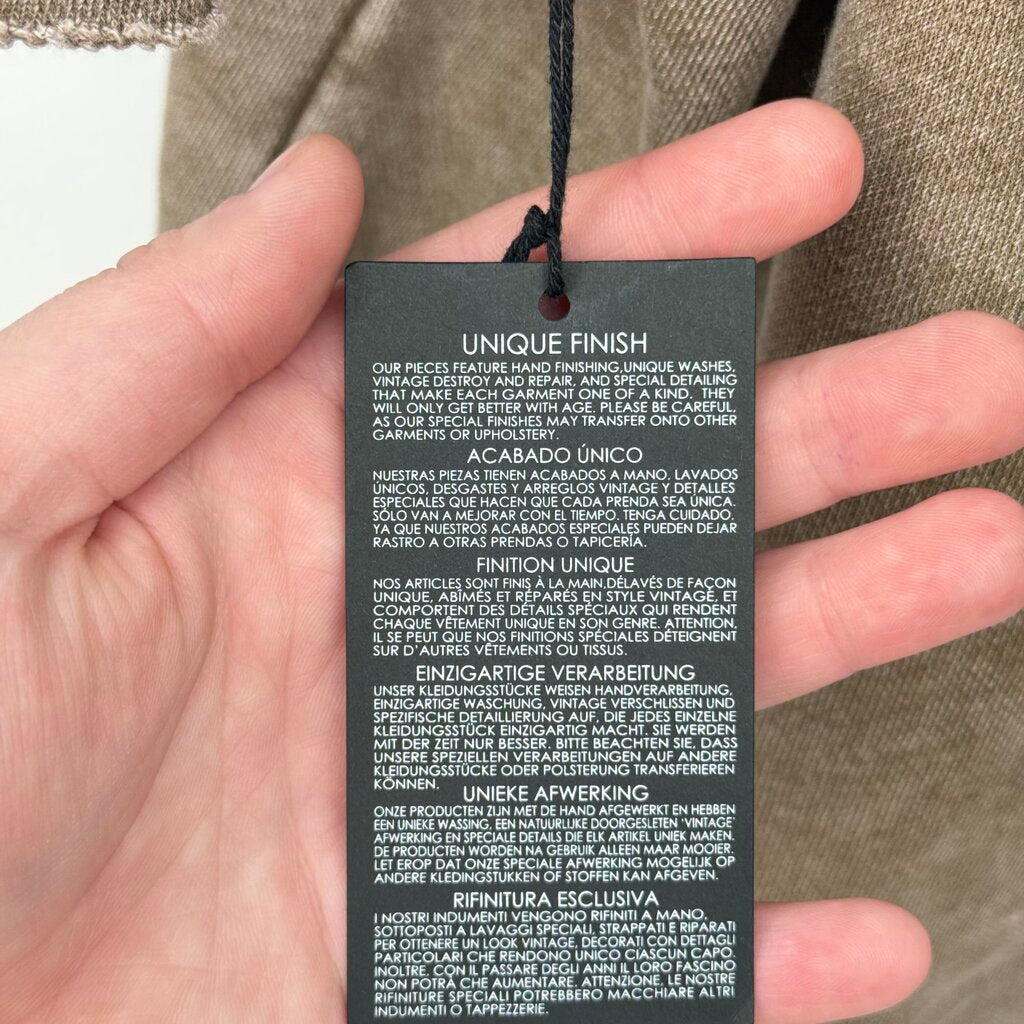 UNIQUE FINISH
OUR PIECES FEATURE HAND FINISHING,UNIQUE WASHES,
VINTAGE DESTROY AND REPAIR, AND SPECIAL DETAILING
THAT MAKE EACH GARMENT ONE OF A KIND. THEY
WILL ONLY GET BETTER WITH AGE. PLEASE BE CAREFUL,
AS OUR SPECIAL FINISHES MAY TRANSFER ONTO OTHER
GARMENTS OR UPHOLSTERY.
ACABADO ÚNICO
NUESTRAS PIEZAS TIENEN ACABADOS A MANO, LAVADOS
ÚNICOS, DESGASTES Y ARREGLOS VINTAGE Y DETALLES
ESPECIALES QUE HACEN QUE CADA PRENDA SEA ÚNICA.
SÓLO VAN A MEJORAR CON EL TIEMPO. TENGA CUIDADO,
YA QUE NUESTROS ACABADOS ESPECIALES PUEDEN DEJAR
RASTRO A OTRAS PRENDAS O TAPICERÍA.
FINITION UNIQUE
NOS ARTICLES SONT FINIS À LA MAIN,DÉLAVÉS DE FAÇON
UNIQUE, ABÎMÉS ET RÉPARÉS EN STYLE VINTAGE, ET
COMPORTENT DES DÉTAILS SPÉCIAUX QUI RENDENT
CHAQUE VÊTEMENT UNIQUE EN SON GENRE. ATTENTION,
IL SE PEUT QUE NOS FINITIONS SPÉCIALES DÉTEIGNENT
SUR D'AUTRES VÊTEMENTS OU TISSUS.
EINZIGARTIGE VERARBEITUNG
UNSER KLEIDUNGSSTÜCKE WEISEN HANDVERARBEITUNG,
EINZIGARTIGE WASCHUNG, VINTAGE VERSCHLISSEN UND
SPEZIFISCHE DETAILLIERUNG AUF, DIE JEDES EINZELNE
KLEIDUNGSSTÜCK EINZIGARTIG MACHT. SIE WERDEN
MIT DER ZEIT NUR BESSER. BITTE BEACHTEN SIE, DASS
UNSERE SPEZIELLEN VERARBEITUNGEN AUF ANDERE
KLEIDUNGSSTÜCKE ODER POLSTERUNG TRANSFERIEREN
KÖNNEN.
UNIEKE AFWERKING
ONZE PRODUCTEN ZIJN MET DE HAND AFGEWERKT EN HEBBEN
EEN UNIEKE WASSING, EEN NATUURLIJKE DOORGESLETEN 'VINTAGE'
AFWERKING EN SPECIALE DETAILS DIE ELK ARTIKEL UNIEK MAKEN.
DE PRODUCTEN WORDEN NA GEBRUIK ALLEEN MAAR MOOIER.
LET EROP DAT ONZE SPECIALE AFWERKING MOGELIJK OP
ANDERE KLEDINGSTUKKEN OF STOFFEN KAN AFGEVEN.
RIFINITURA ESCLUSIVA
I NOSTRI INDUMENTI VENGONO RIFINITI A MANO,
SOTTOPOSTI A LAVAGGI SPECIALI, STRAPPATI E RIPARATI
PER OTTENERE UN LOOK VINTAGE, DECORATI CON DETTAGLI
PARTICOLARI CHE RENDONO UNICO CIASCUN CAPO.
INOLTRE, CON IL PASSARE DEGLI ANNI IL LORO FASCINO
NON POTRÀ CHE AUMENTARE. ATTENZIONE, LE NOSTRE
RIFINITURE SPECIALI POTREBBERO MACCHIARE ALTRI
INDUMENTI O TAPPEZZERIE.